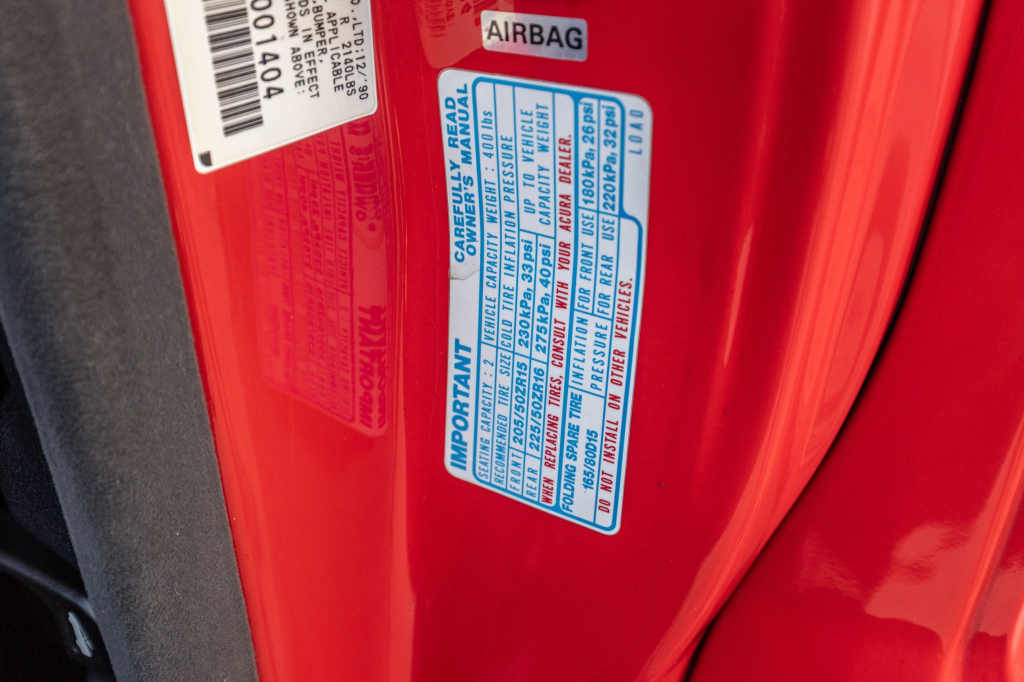 O., LTD: 12/'90
R 2140LBS
APPLICABLE
BUMPER,
DS IN EFFECT
SHOWN ABOVE:
001404
AIRBAG
IMPORTANT
CAREFULLY READ
OWNER'S MANUAL
SEATING CAPACITY : 2 VEHICLE CAPACITY WEIGHT : 400 lbs
RECOMMENDED TIRE SIZE COLD TIRE INFLATION PRESSURE
FRONT 205/50ZR15 230kPa, 33psi UP TO VEHICLE
REAR 225/50ZR16 275kPa, 40psi CAPACITY WEIGHT
WHEN REPLACING TIRES, CONSULT WITH YOUR ACURA DEALER.
FOLDING SPARE TIRE INFLATION FOR FRONT USE 180kPa, 26psi
165/80D15 PRESSURE FOR REAR USE 220kPa, 32psi
DO NOT INSTALL ON OTHER VEHICLES. LOAD